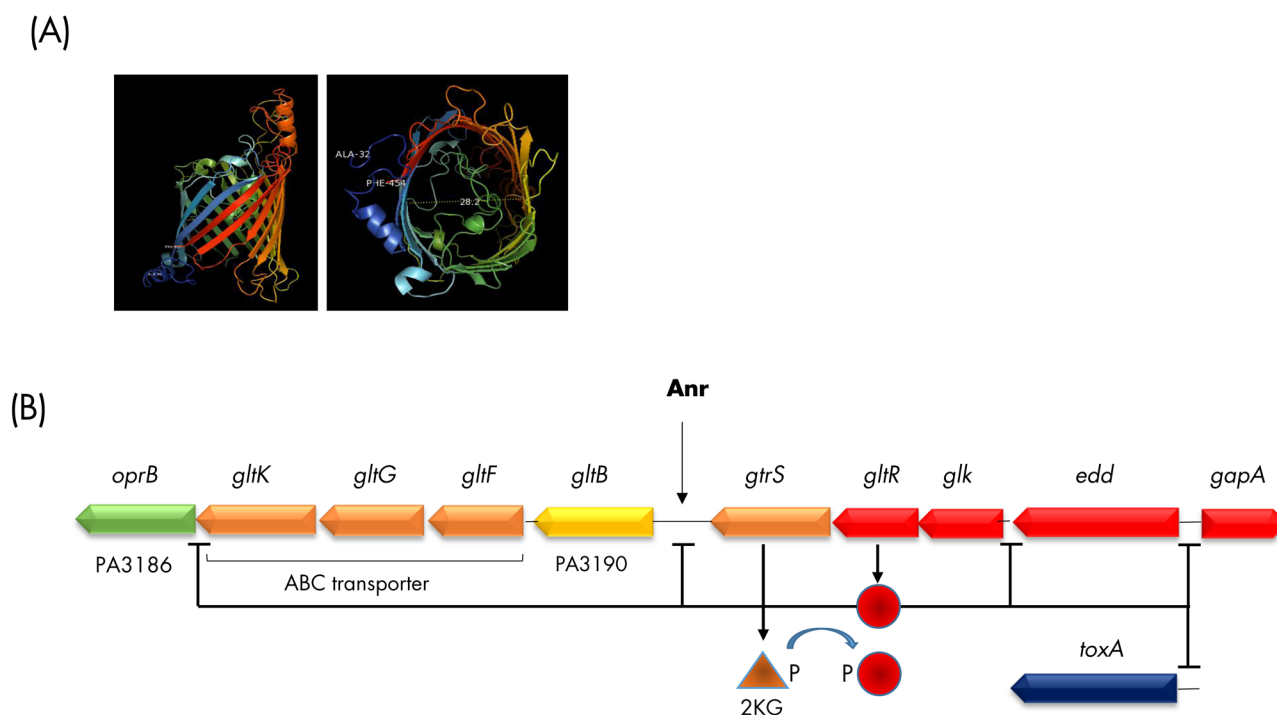 (A)
ALA-32
PHE-454
28.2
(B)
Anr
oprB gltK gltG gltF gltB gtrS gltR glk edd gapA
PA3186 ABC transporter PA3190
toxA
P P
2KG